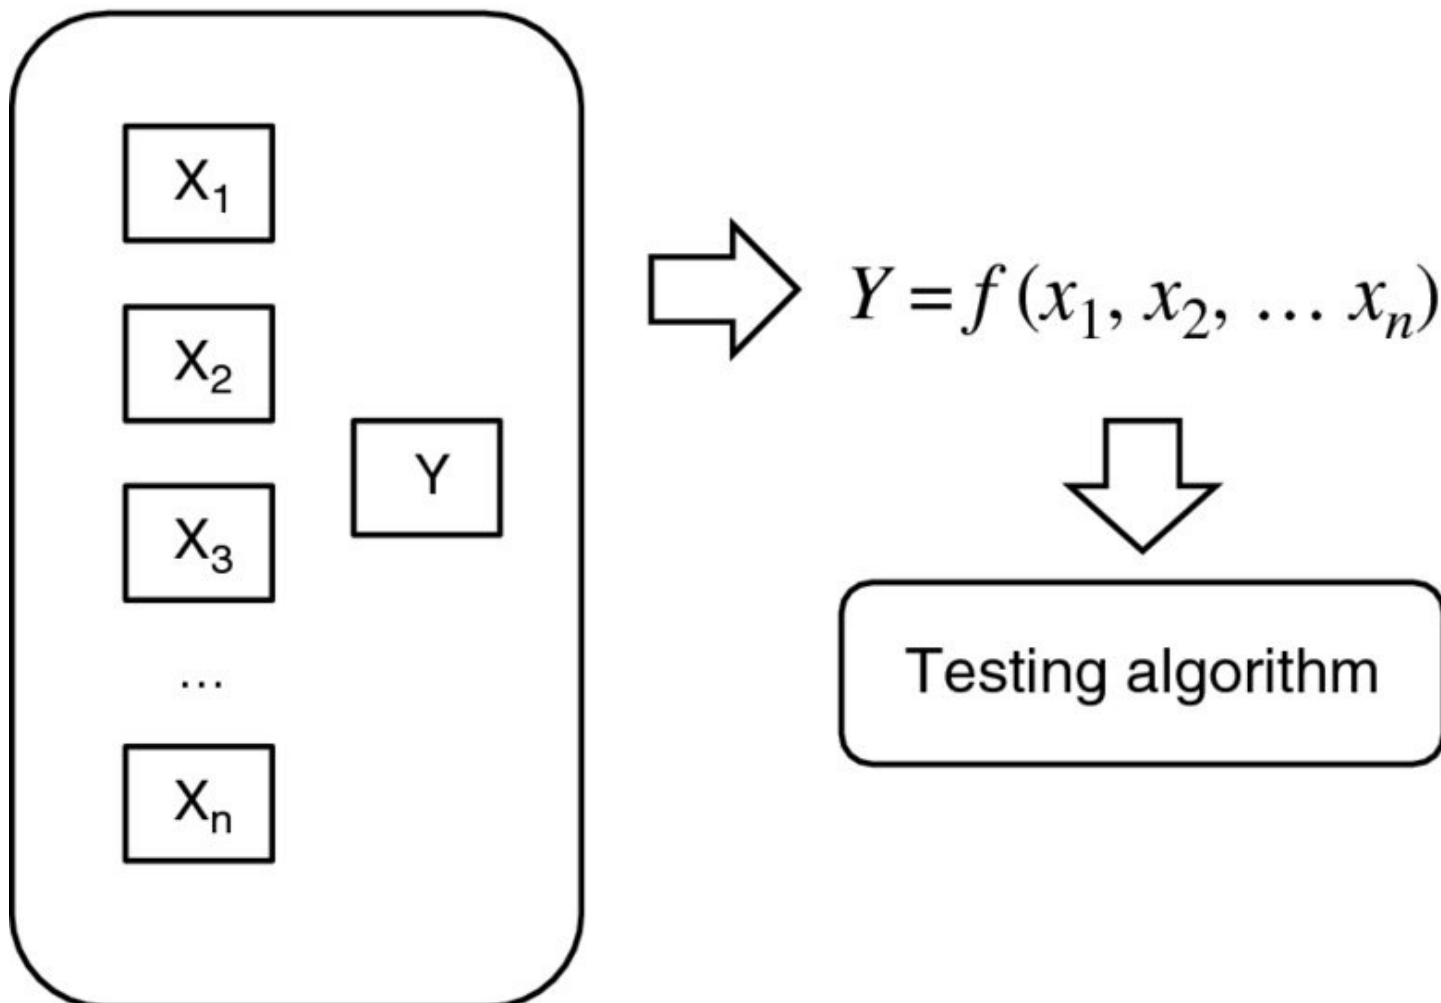 X₁
X₂
X₃
...
Xₙ
Y
Y = f (x₁, x₂, ... xₙ)
Testing algorithm